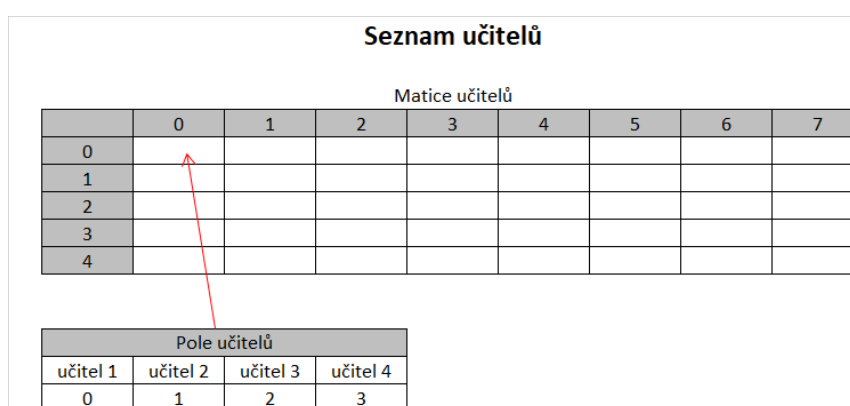 Seznam učitelů
Matice učitelů
0 1 2 3 4 5 6 7
0
1
2
3
4
Pole učitelů
učitel 1 učitel 2 učitel 3 učitel 4
0 1 2 3